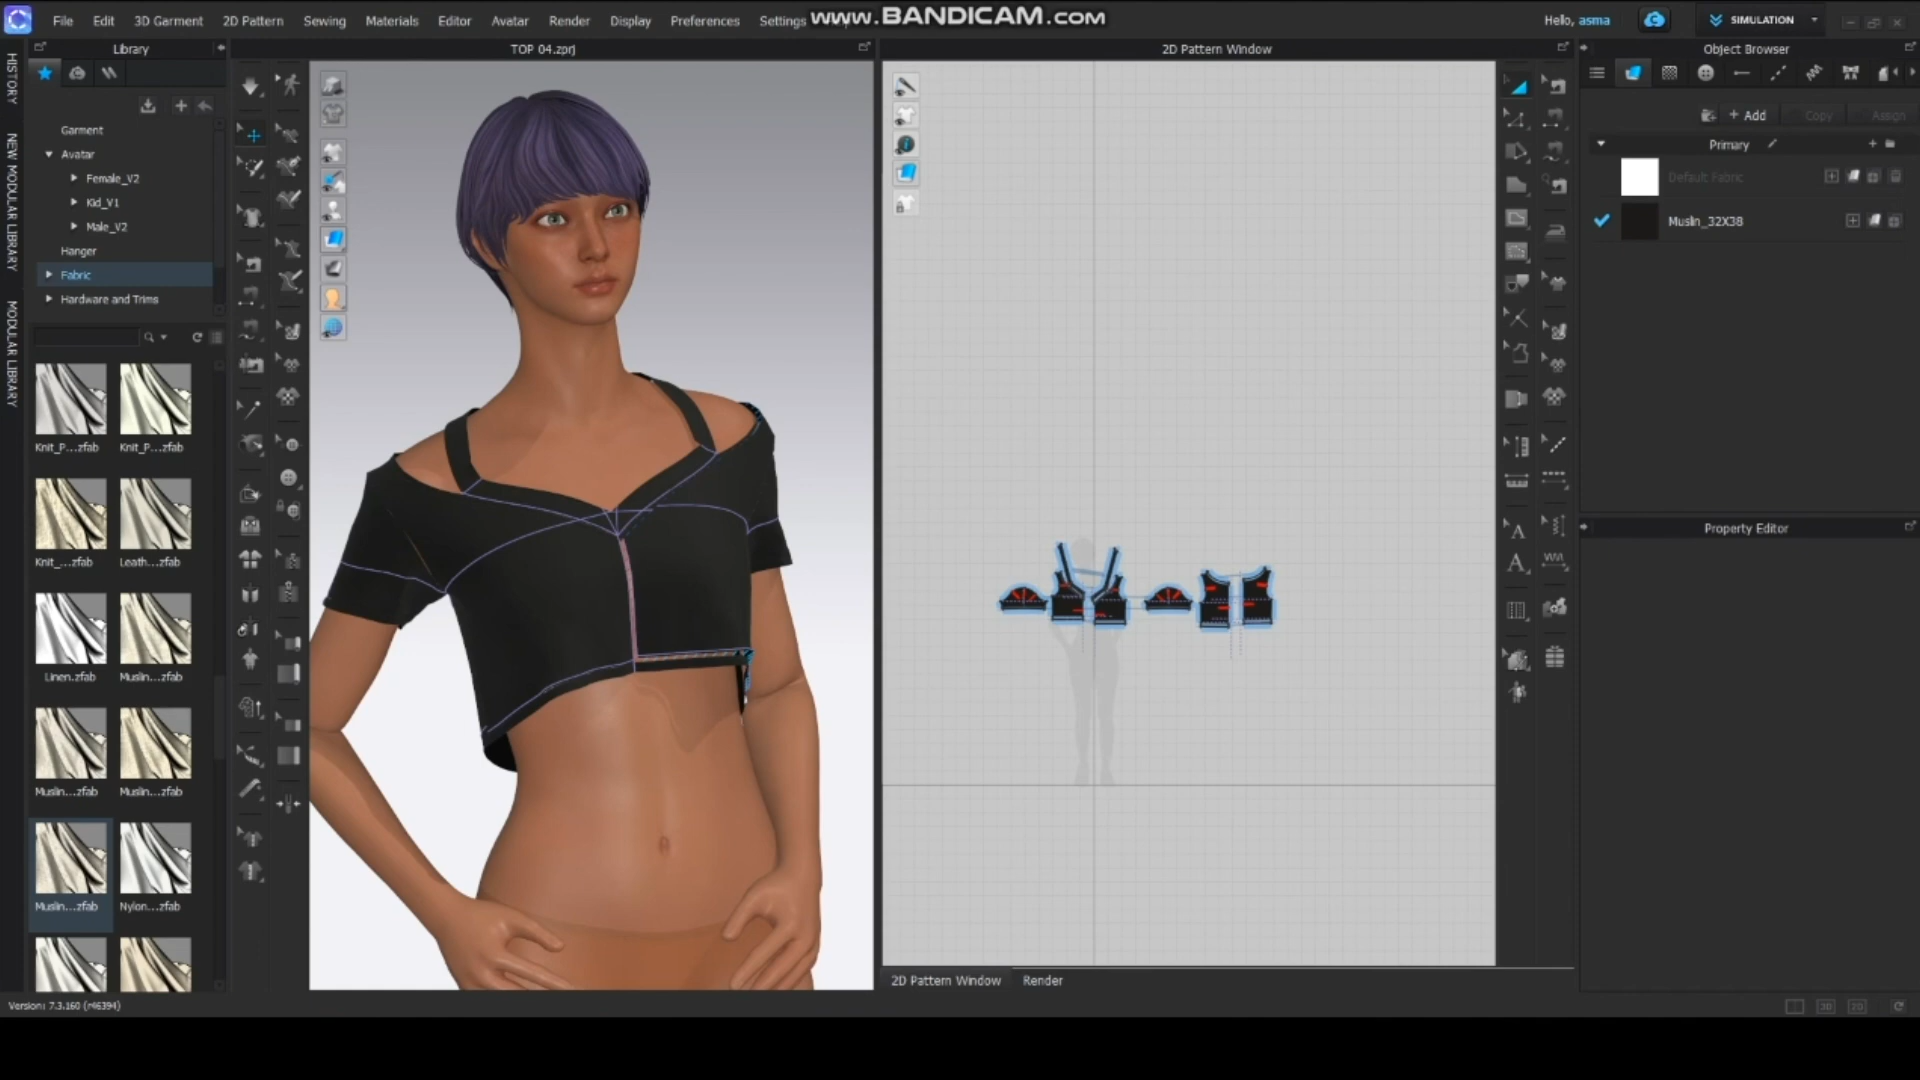 File Edit 3D Garment 2D Pattern Sewing Materials Editor Avatar Render Display Preferences Settings
www.BANDICAM.com
Hello, asma
SIMULATION
HISTORY
NEW MODULAR LIBRARY
MODULAR LIBRARY
Library
TOP 04.zprj
2D Pattern Window
Object Browser
Garment
Avatar
Female_V2
Kid_V1
Male_V2
Hanger
Fabric
Hardware and Trims
Knit_P...zfab Knit_P...zfab
Knit_...zfab Leath...zfab
Linen.zfab Muslin...zfab
Muslin...zfab Muslin...zfab
Muslin...zfab Nylon...zfab
+ Add Copy Assign
Primary
Default Fabric
Muslin_32X38
Property Editor
2D Pattern Window Render
Version: 7.3.160 (r46394)
3D
2D